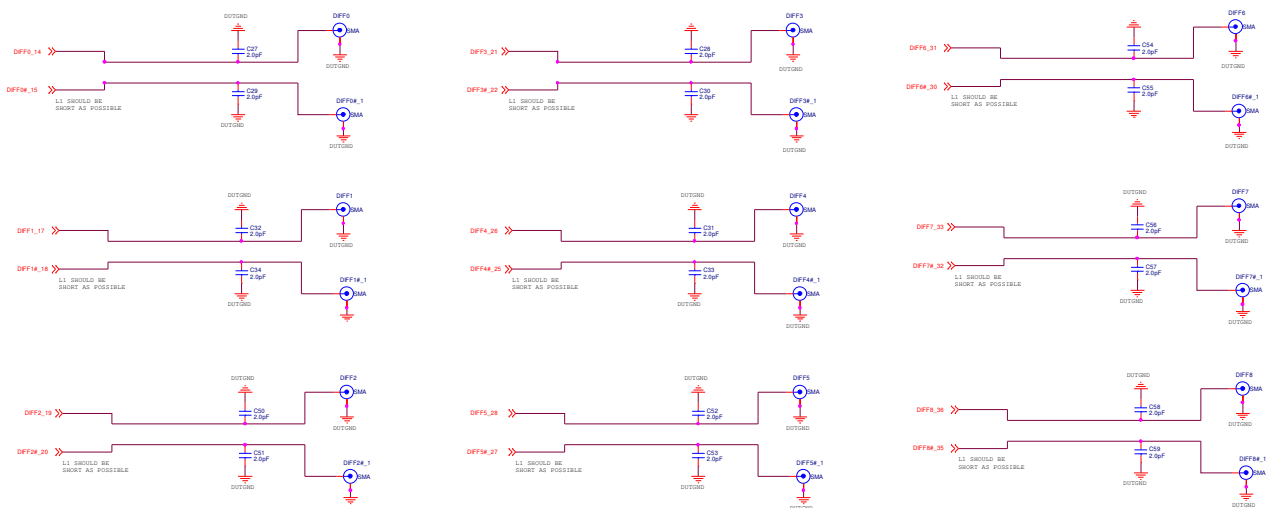 DUTGND
DIFF0
SMA
DIFF0_14
C27
2.0pF
DUTGND
DIFF0#_15
C29
2.0pF
L1 SHOULD BE
SHORT AS POSSIBLE
DIFF0#_1
SMA
DUTGND
DUTGND
DUTGND
DIFF3
SMA
DIFF3_21
C28
2.0pF
DUTGND
DIFF3#_22
C30
2.0pF
L1 SHOULD BE
SHORT AS POSSIBLE
DIFF3#_1
SMA
DUTGND
DUTGND
DIFF6
SMA
DIFF6_31
C54
2.0pF
DUTGND
DIFF6#_30
C55
2.0pF
L1 SHOULD BE
SHORT AS POSSIBLE
DIFF6#_1
SMA
DUTGND
DUTGND
DIFF1
SMA
DIFF1_17
C32
2.0pF
DUTGND
DIFF1#_18
C34
2.0pF
L1 SHOULD BE
SHORT AS POSSIBLE
DIFF1#_1
SMA
DUTGND
DUTGND
DIFF4
SMA
DIFF4_26
C31
2.0pF
DUTGND
DIFF4#_25
C33
2.0pF
L1 SHOULD BE
SHORT AS POSSIBLE
DIFF4#_1
SMA
DUTGND
DUTGND
DUTGND
DIFF7
SMA
DIFF7_33
C56
2.0pF
DUTGND
DIFF7#_32
C57
2.0pF
L1 SHOULD BE
SHORT AS POSSIBLE
DIFF7#_1
SMA
DUTGND
DUTGND
DUTGND
DIFF2
SMA
DIFF2_19
C50
2.0pF
DUTGND
DIFF2#_20
C51
2.0pF
L1 SHOULD BE
SHORT AS POSSIBLE
DIFF2#_1
SMA
DUTGND
DUTGND
DIFF5
SMA
DIFF5_28
C52
2.0pF
DUTGND
DIFF5#_27
C53
2.0pF
L1 SHOULD BE
SHORT AS POSSIBLE
DIFF5#_1
SMA
DUTGND
DUTGND
DUTGND
DIFF8
SMA
DIFF8_36
C58
2.0pF
DUTGND
DIFF8#_35
C59
2.0pF
L1 SHOULD BE
SHORT AS POSSIBLE
DIFF8#_1
SMA
DUTGND